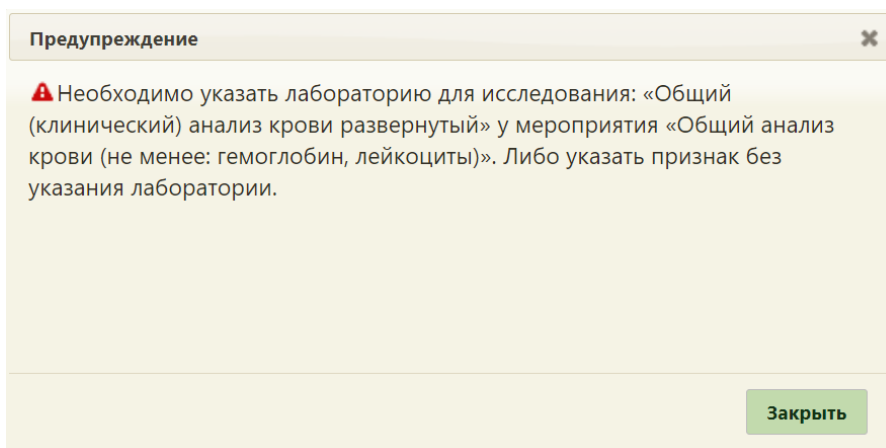 Предупреждение
Необходимо указать лабораторию для исследования: «Общий
(клинический) анализ крови развернутый» у мероприятия «Общий анализ
крови (не менее: гемоглобин, лейкоциты)». Либо указать признак без
указания лаборатории.
Закрыть